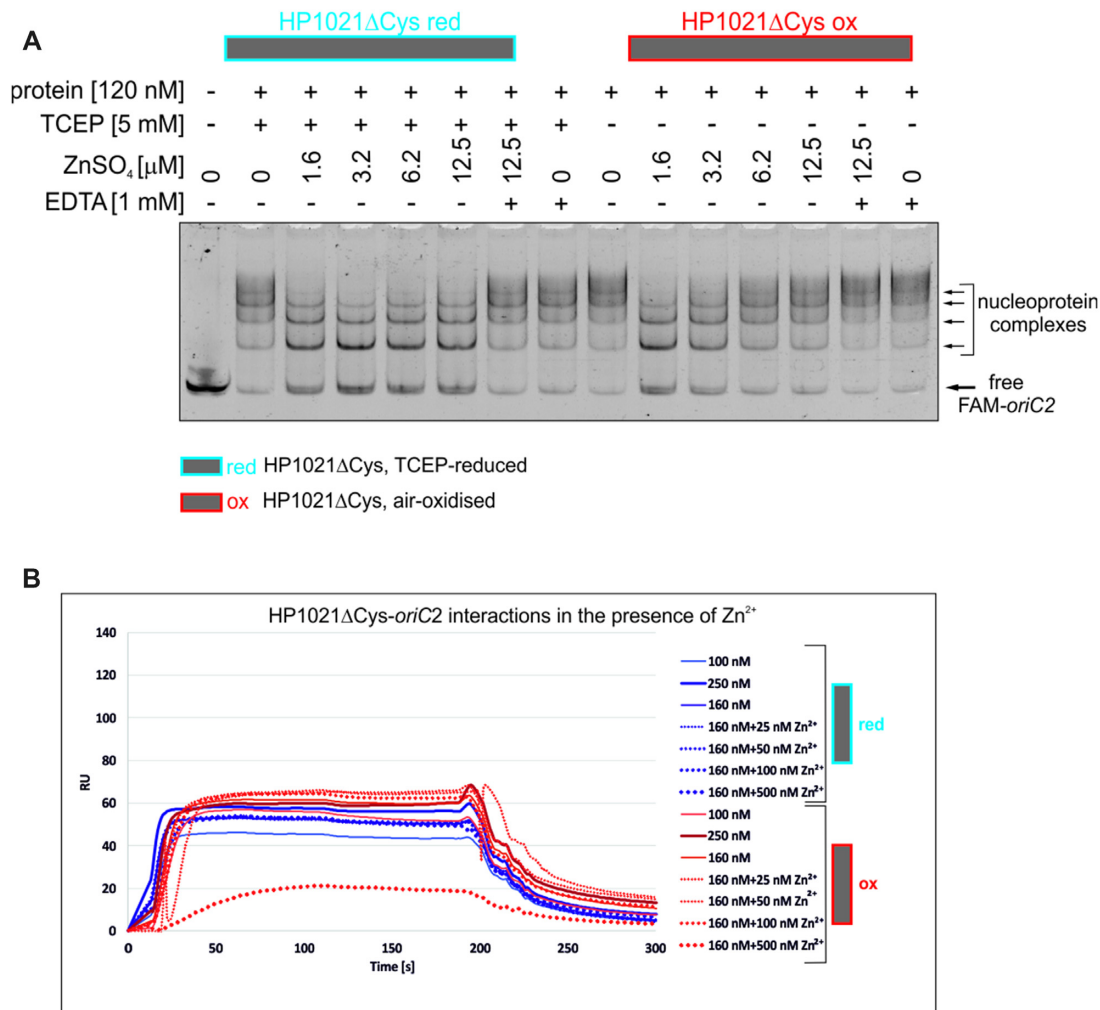 A
HP1021ΔCys red HP1021ΔCys ox
protein [120 nM] - + + + + + + + + + + + + + +
TCEP [5 mM] - + + + + + + + - - - - - - -
ZnSO4 [μM] 0 0 1.6 3.2 6.2 12.5 12.5 0 0 1.6 3.2 6.2 12.5 12.5 0
EDTA [1 mM] - - - - - - + + - - - - - + +
nucleoprotein
complexes
free
FAM-oriC2
red HP1021ΔCys, TCEP-reduced
ox HP1021ΔCys, air-oxidised
B
HP1021ΔCys-oriC2 interactions in the presence of Zn2+
140
120
100
80
60
40
20
0
RU
0 50 100 150 200 250 300
Time [s]
100 nM
250 nM
160 nM
160 nM+25 nM Zn2+
160 nM+50 nM Zn2+
160 nM+100 nM Zn2+
160 nM+500 nM Zn2+
red
100 nM
250 nM
160 nM
160 nM+25 nM Zn2+
160 nM+50 nM Zn2+
160 nM+100 nM Zn2+
160 nM+500 nM Zn2+
ox